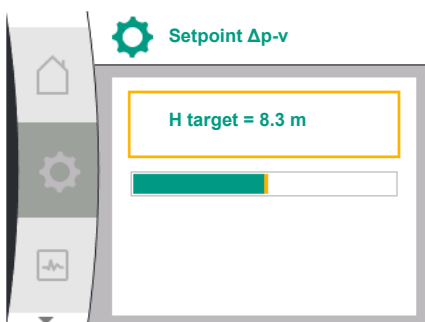 Setpoint Δp-v
H target = 8.3 m